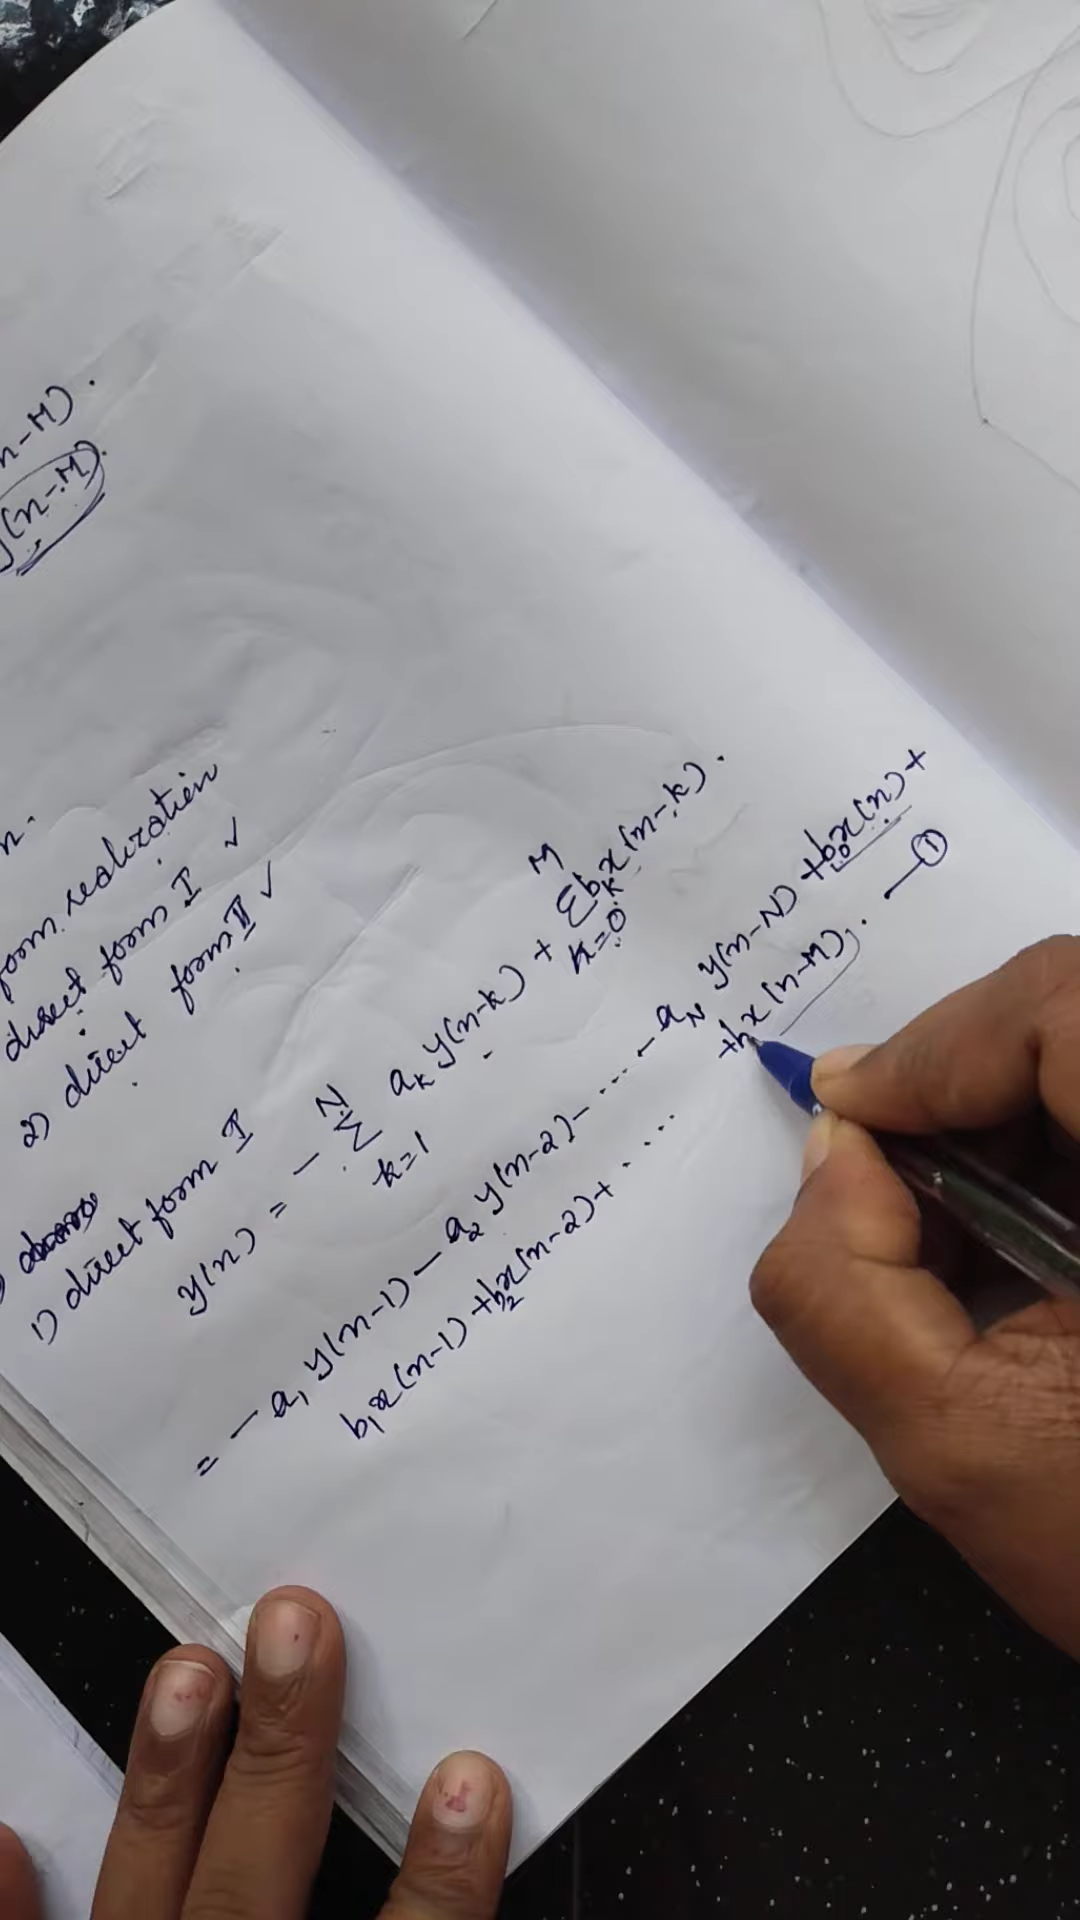 n-M).
y(n-M).
n.
form realization
direct form I ✓
2) direct form II ✓
1) direct form I
y(n) = - Σ_{k=1}^{N} a_k y(n-k) + Σ_{k=0}^{M} b_k x(n-k).
= - a_1 y(n-1) - a_2 y(n-2) - .... - a_N y(n-N) + b_0 x(n) +
b_1 x(n-1) + b_2 x(n-2) + .... + b x(n-M). — ①